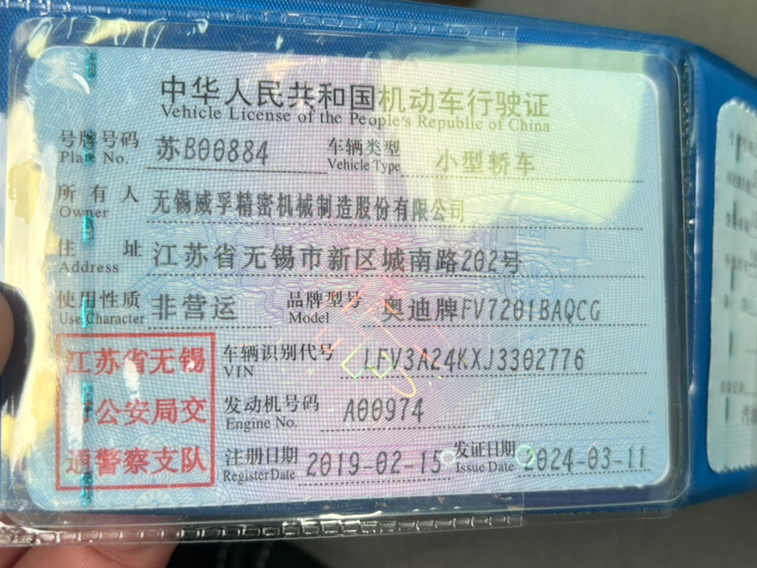 中华人民共和国机动车行驶证
Vehicle License of the People's Republic of China
号牌号码 苏B00884 车辆类型 小型轿车
Plate No. Vehicle Type
所有人 无锡威孚精密机械制造股份有限公司
Owner
住址 江苏省无锡市新区城南路202号
Address
使用性质 非营运 品牌型号 奥迪牌FV7201BAQCG
Use Character Model
江苏省无锡
市公安局交
通警察支队
车辆识别代号 LFV3A24KXJ3302776
VIN
发动机号码 A00974
Engine No.
注册日期 2019-02-15 发证日期 2024-03-11
Register Date Issue Date